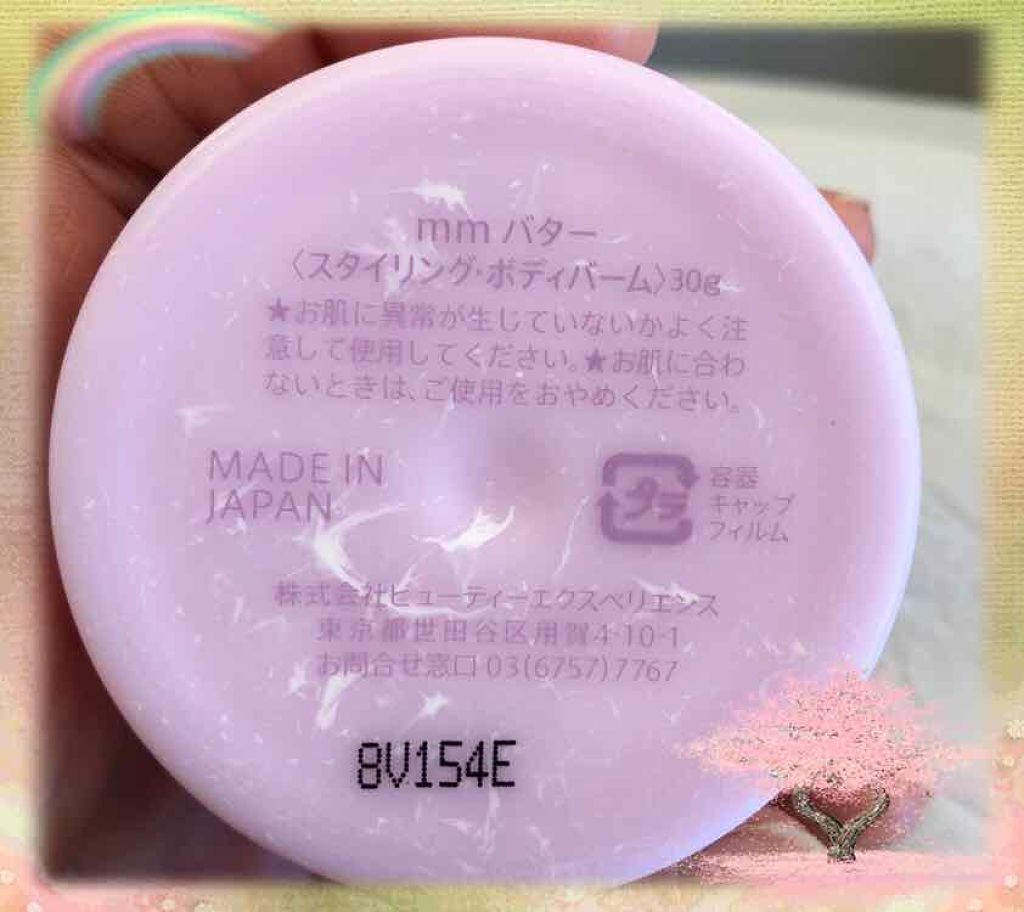 mm バター
〈スタイリング・ボディバーム〉30g
★お肌に異常が生じていないかよく注
意して使用してください。★お肌に合わ
ないときは、ご使用をおやめください。
MADE IN
JAPAN
プラ
容器
キャップ
フィルム
株式会社ビューティーエクスペリエンス
東京都世田谷区用賀4-10-1
お問合せ窓口 03(6757)7767
8V154E